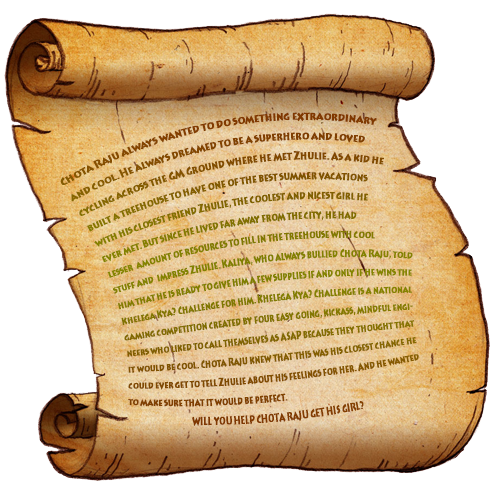 Chota Raju always wanted to do something extraordinary
and cool. He always dreamed to be a superhero and loved
cycling across the GM ground where he met Zhulie. As a kid he
built a treehouse to have one of the best summer vacations
with his closest friend Zhulie, the coolest and nicest girl he
ever met. But since he lived far away from the city, he had
lesser amount of resources to fill in the treehouse with cool
stuff and impress Zhulie. Kaliya, who always bullied Chota Raju, told
him that he is ready to give him a few supplies if and only if he wins the
Khelega Kya? Challenge for him. Khelega Kya? Challenge is a national
gaming competition created by four easy going, kickass, mindful engi-
neers who liked to call themselves as ASAP because they thought that
it would be cool. Chota Raju knew that this was his closest chance he
could ever get to tell Zhulie about his feelings for her. And he wanted
to make sure that it would be perfect.
Will you help Chota Raju get his girl?